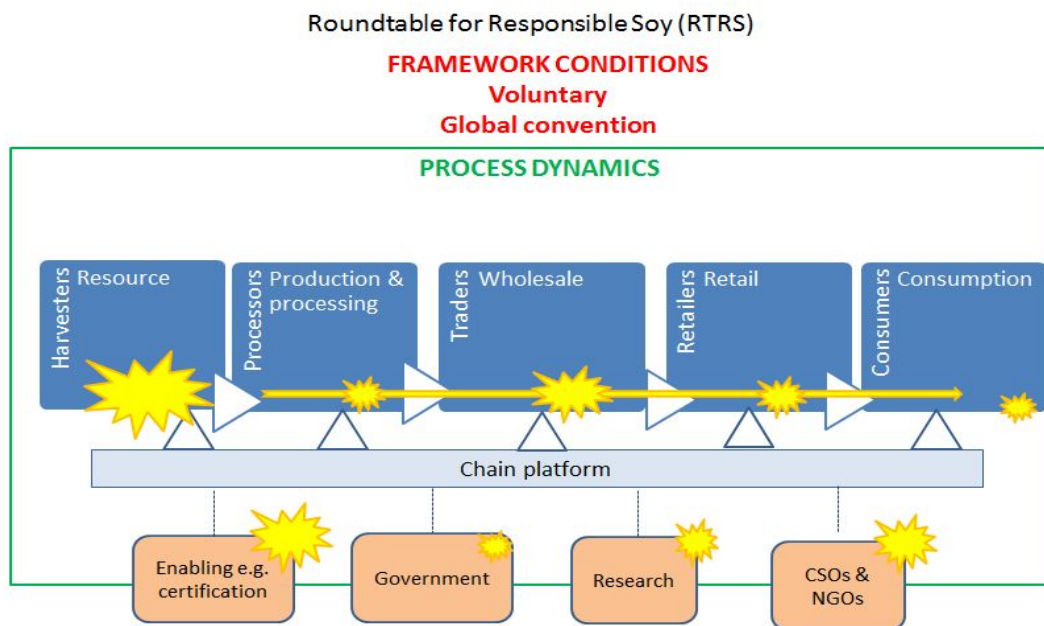 Roundtable for Responsible Soy (RTRS)
FRAMEWORK CONDITIONS
Voluntary
Global convention
PROCESS DYNAMICS
Harvesters
Resource
Processors
Production &
processing
Traders
Wholesale
Retailers
Retail
Consumers
Consumption
Chain platform
Enabling e.g.
certification
Government
Research
CSOs &
NGOs